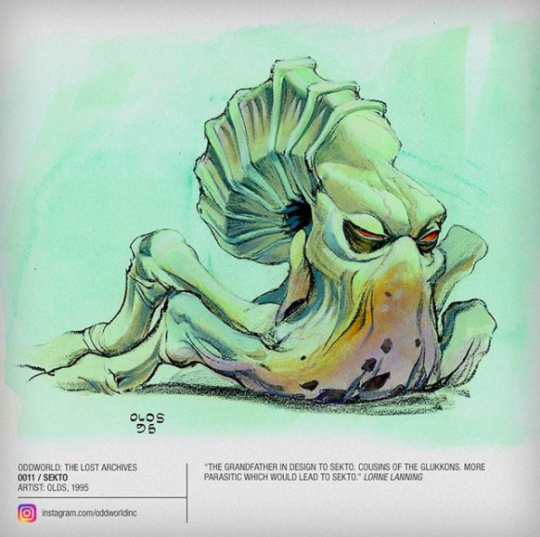 OLDS
95
ODDWORLD: THE LOST ARCHIVES
0011 / SEKTO
ARTIST: OLDS, 1995
instagram.com/oddworldinc
"THE GRANDFATHER IN DESIGN TO SEKTO. COUSINS OF THE GLUKKONS. MORE
PARASITIC WHICH WOULD LEAD TO SEKTO." LORNE LANNING